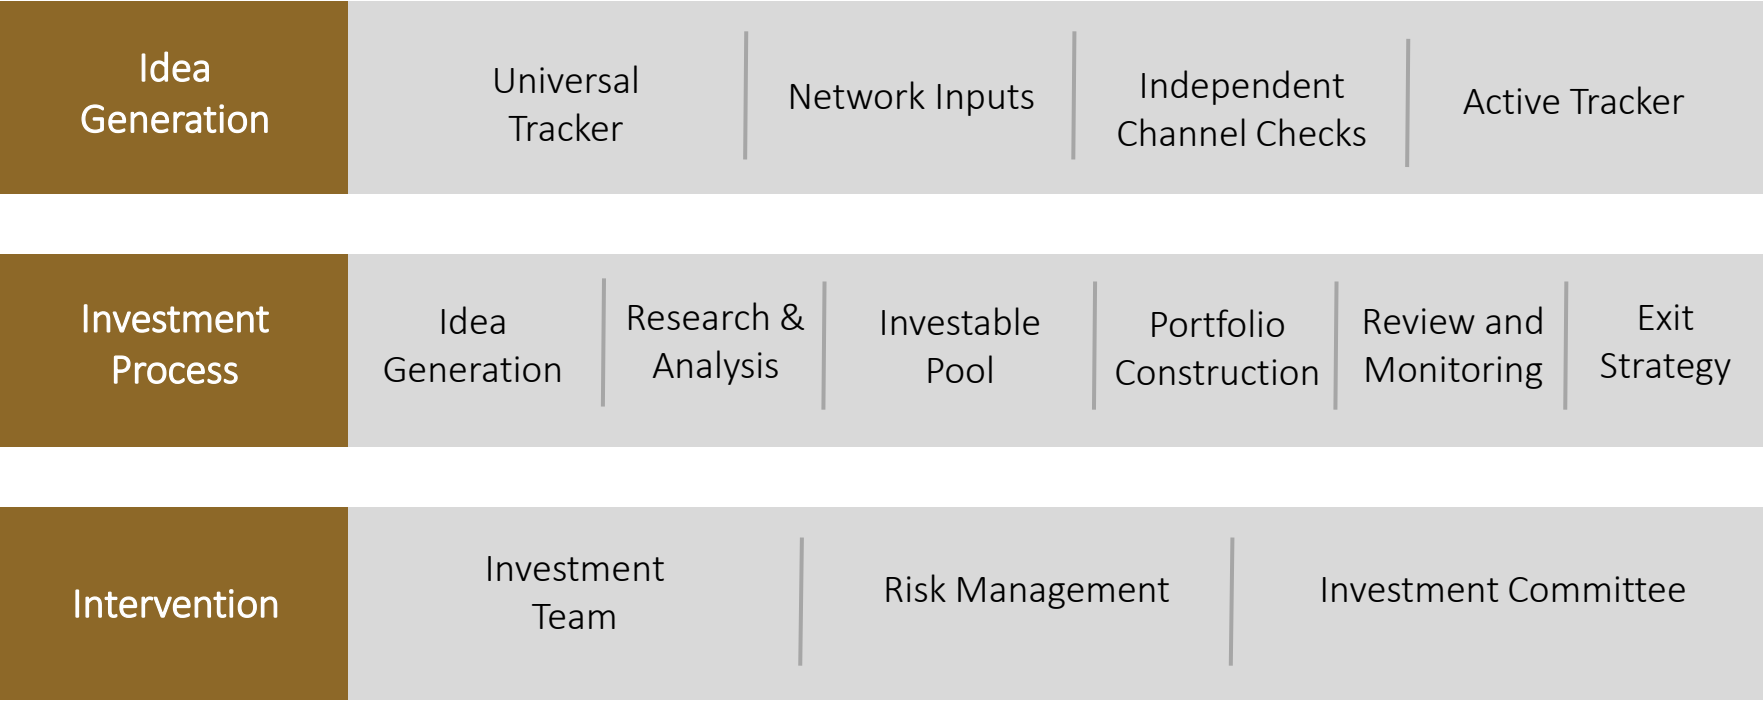 Idea
Generation
Universal
Tracker
Network Inputs
Independent
Channel Checks
Active Tracker
Investment
Process
Idea
Generation
Research &
Analysis
Investable
Pool
Portfolio
Construction
Review and
Monitoring
Exit
Strategy
Intervention
Investment
Team
Risk Management
Investment Committee